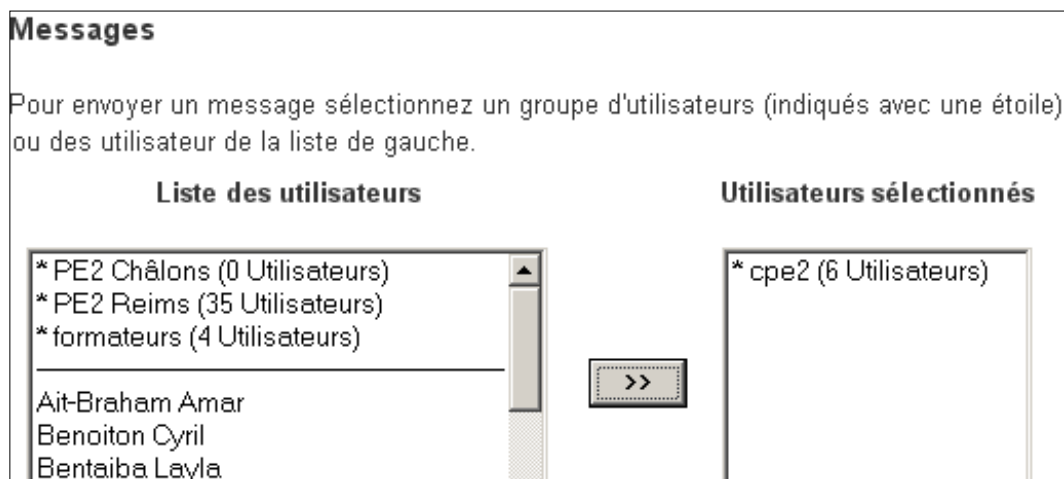 Messages
Pour envoyer un message sélectionnez un groupe d'utilisateurs (indiqués avec une étoile)
ou des utilisateur de la liste de gauche.
Liste des utilisateurs
Utilisateurs sélectionnés
* PE2 Châlons (0 Utilisateurs)
* PE2 Reims (35 Utilisateurs)
* formateurs (4 Utilisateurs)
Ait-Braham Amar
Benoiton Cyril
Bentaiba Layla
>>
* cpe2 (6 Utilisateurs)